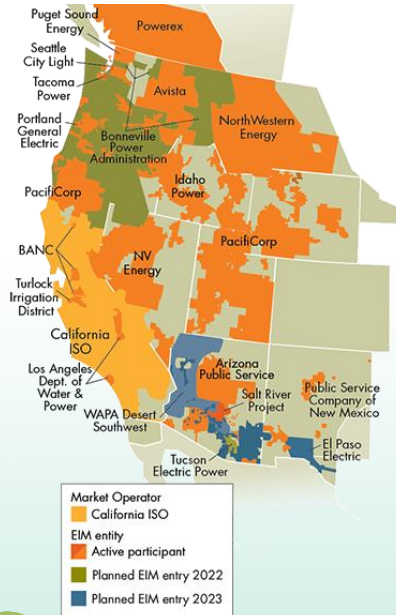 Puget Sound
Energy
Powerex
Seattle
City Light
Tacoma
Power
Avista
Portland
General
Electric
Bonneville
Power
Administration
NorthWestern
Energy
Idaho
Power
PacifiCorp
PacifiCorp
BANC
NV
Energy
Turlock
Irrigation
District
California
ISO
Los Angeles
Dept. of
Water &
Power
Arizona
Public Service
Salt River
Project
Public Service
Company of
New Mexico
WAPA Desert
Southwest
El Paso
Electric
Tucson
Electric Power
Market Operator
California ISO
EIM entity
Active participant
Planned EIM entry 2022
Planned EIM entry 2023